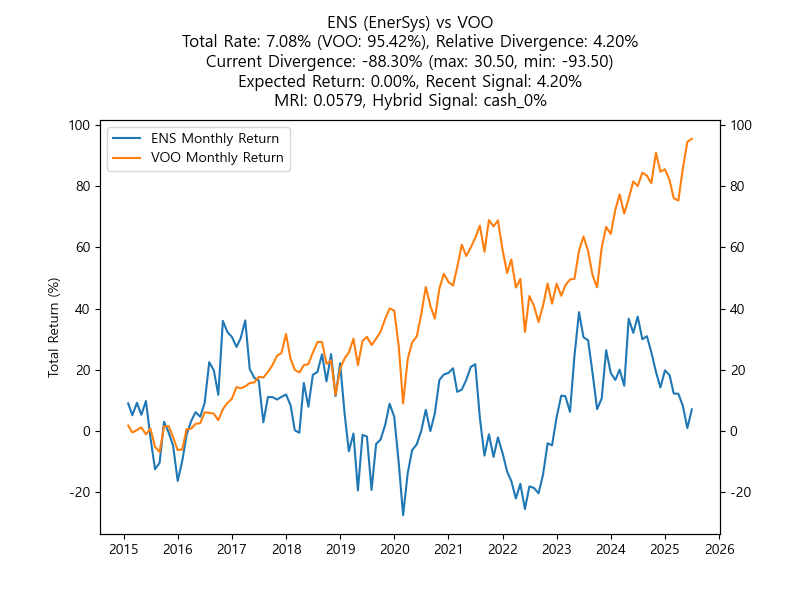 ENS (EnerSys) vs VOO
Total Rate: 7.08% (VOO: 95.42%), Relative Divergence: 4.20%
Current Divergence: -88.30% (max: 30.50, min: -93.50)
Expected Return: 0.00%, Recent Signal: 4.20%
MRI: 0.0579, Hybrid Signal: cash_0%
ENS Monthly Return
VOO Monthly Return
Total Return (%)
100
80
60
40
20
0
-20
100
80
60
40
20
0
-20
2015 2016 2017 2018 2019 2020 2021 2022 2023 2024 2025 2026